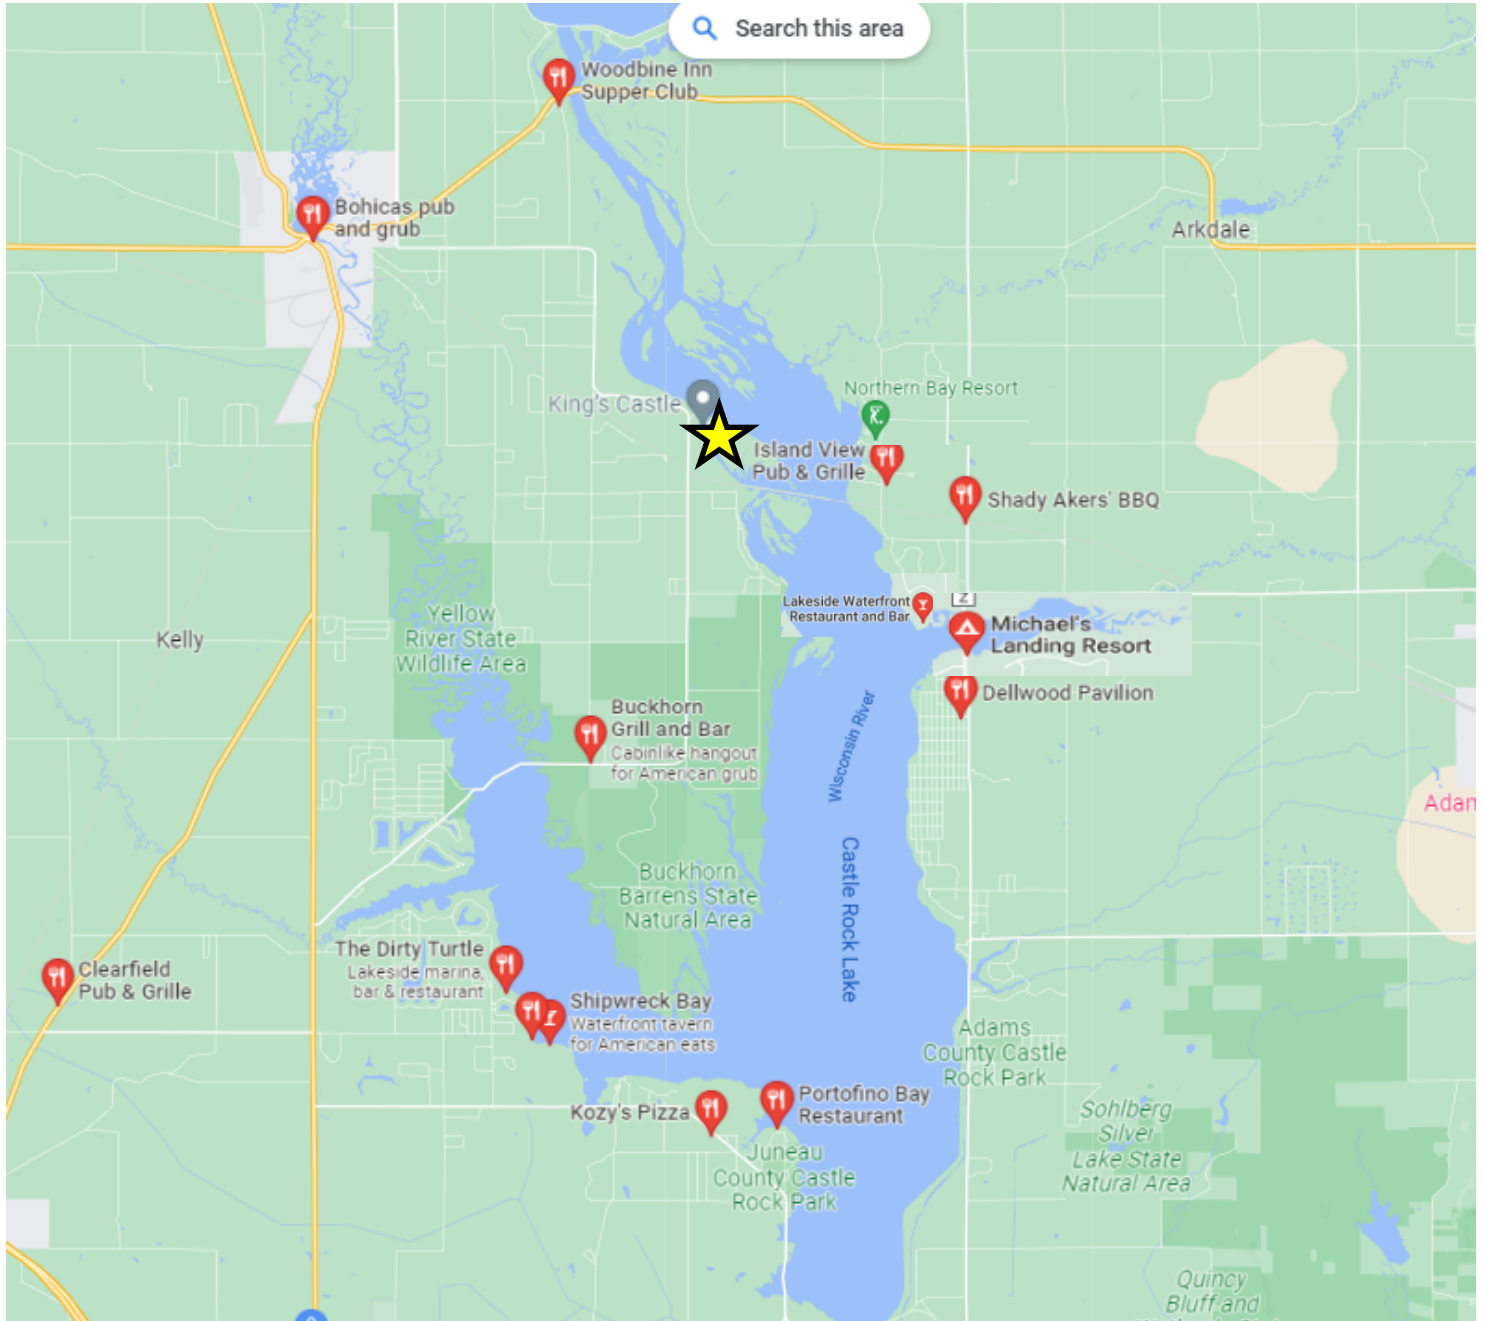 Search this area
Woodbine Inn
Supper Club
Bohicas pub
and grub
Arkdale
Northern Bay Resort
King's Castle
Island View
Pub & Grille
Shady Akers' BBQ
Lakeside Waterfront
Restaurant and Bar
Z
Michael's
Landing Resort
Yellow
River State
Wildlife Area
Kelly
Dellwood Pavilion
Buckhorn
Grill and Bar
Cabinlike hangout
for American grub
Wisconsin River
Adam
Castle Rock Lake
Buckhorn
Barrens State
Natural Area
The Dirty Turtle
Lakeside marina,
bar & restaurant
Clearfield
Pub & Grille
Shipwreck Bay
Waterfront tavern
for American eats
Adams
County Castle
Rock Park
Kozy's Pizza
Portofino Bay
Restaurant
Sohlberg
Silver
Lake State
Natural Area
Juneau
County Castle
Rock Park
Quincy
Bluff and